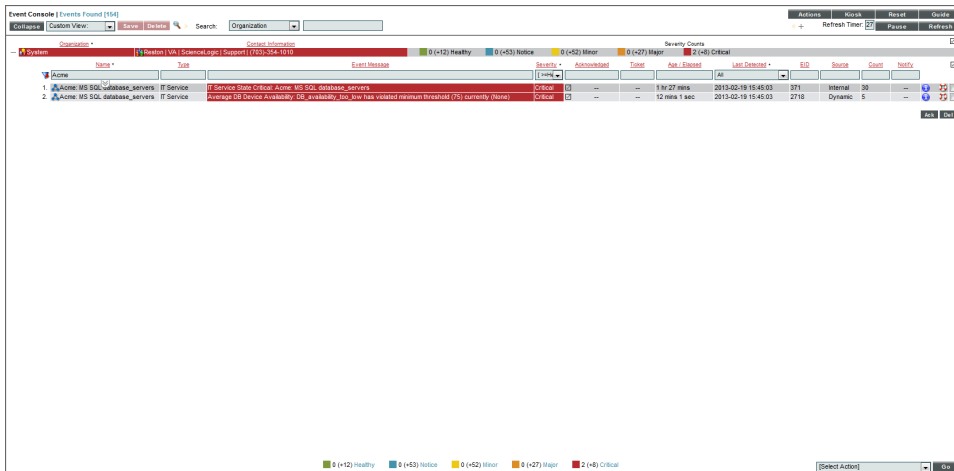 Event Console | Events Found [154]
Actions Kiosk Reset Guide
Collapse Custom View: Save Delete Search: Organization Refresh Timer: 27 Pause Refresh
Organization Contact Information Severity Counts
System Reston | VA | ScienceLogic | Support | (703)-354-1010 0 (+12) Healthy 0 (+53) Notice 0 (+52) Minor 0 (+27) Major 2 (+8) Critical
Name Type Event Message Severity Acknowledged Ticket Age / Elapsed Last Detected EID Source Count Notify
Acme All
1. Acme: MS SQL database_servers IT Service IT Service State Critical: Acme: MS SQL database_servers Critical -- -- 1 hr 27 mins 2013-02-19 15:45:03 371 Internal 30 --
2. Acme: MS SQL database_servers IT Service Average DB Device Availability: DB_availability_too_low has violated minimum threshold (75) currently (None) Critical -- -- 12 mins 1 sec 2013-02-19 15:45:03 2718 Dynamic 5 --
Ack Del
0 (+12) Healthy 0 (+53) Notice 0 (+52) Minor 0 (+27) Major 2 (+8) Critical
[Select Action] Go